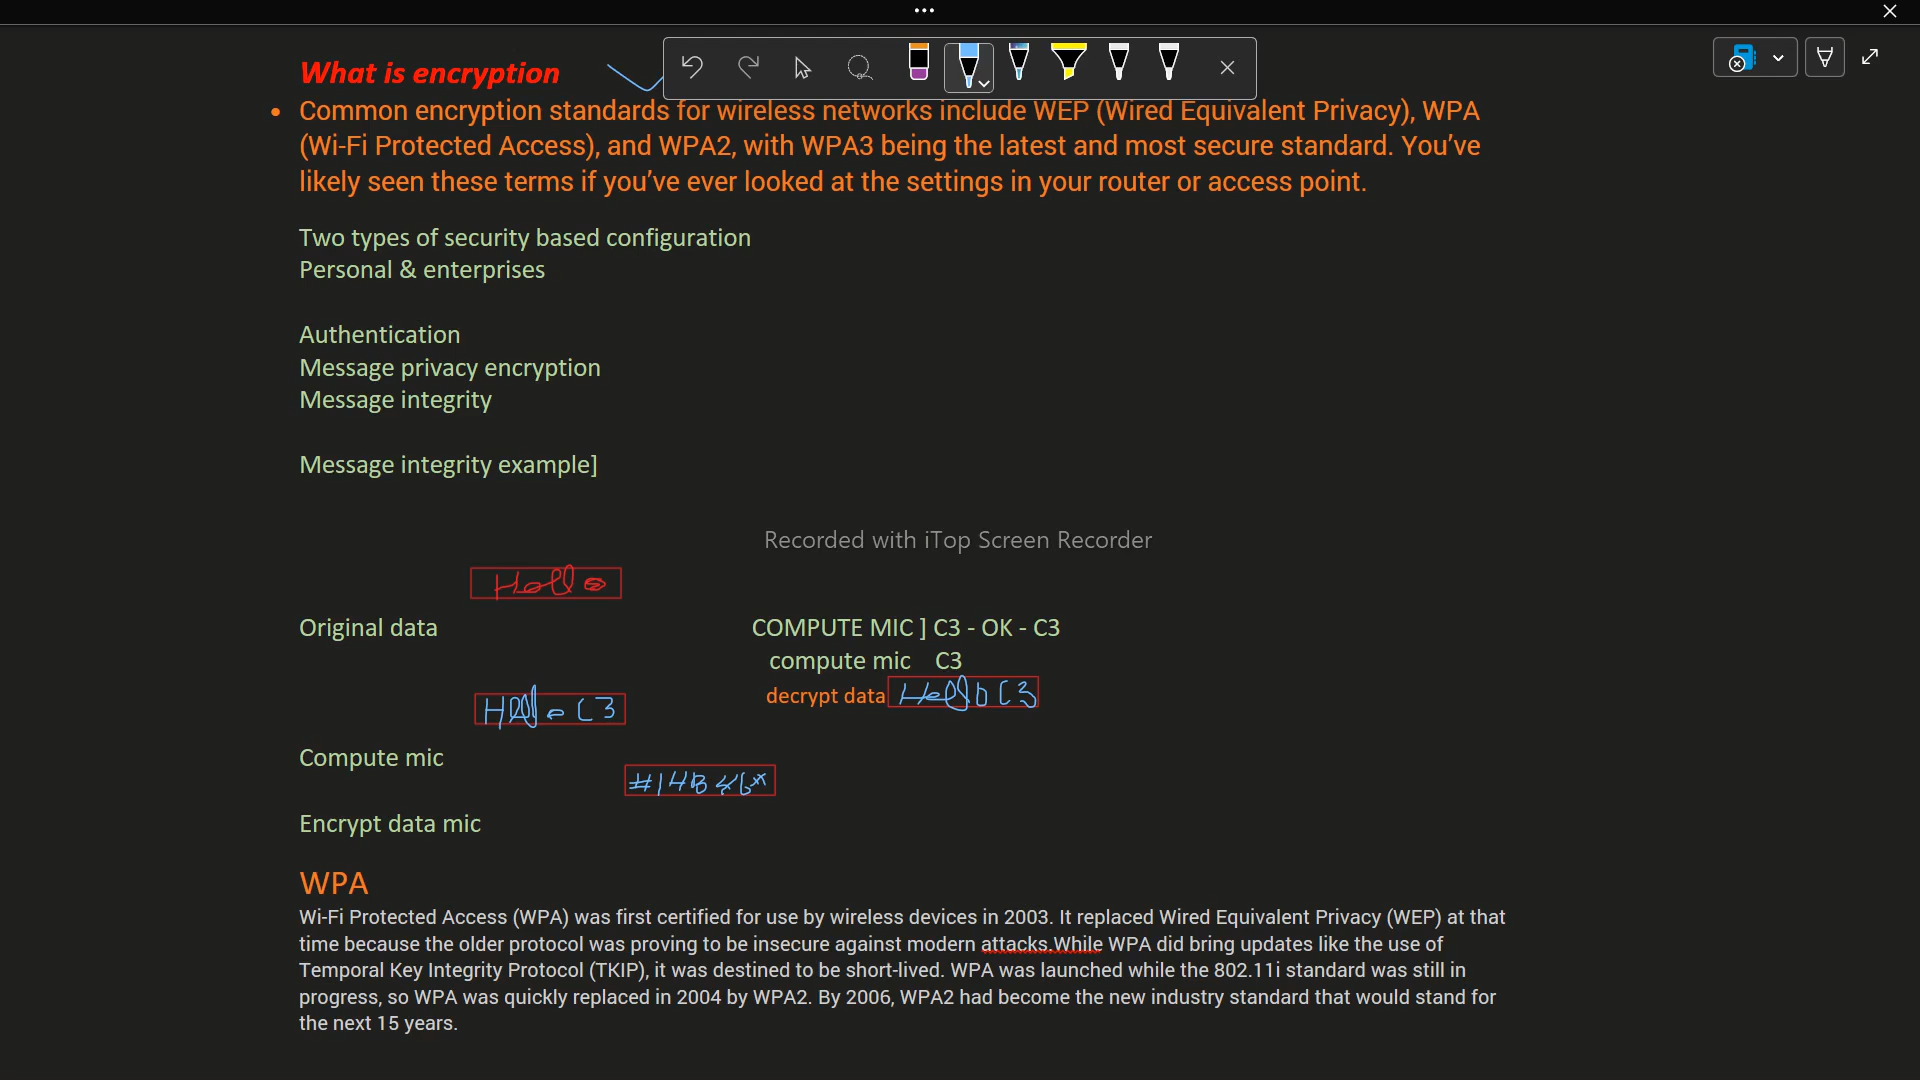 What is encryption
• Common encryption standards for wireless networks include WEP (Wired Equivalent Privacy), WPA
(Wi-Fi Protected Access), and WPA2, with WPA3 being the latest and most secure standard. You've
likely seen these terms if you've ever looked at the settings in your router or access point.
Two types of security based configuration
Personal & enterprises
Authentication
Message privacy encryption
Message integrity
Message integrity example]
Recorded with iTop Screen Recorder
Hello
Original data
COMPUTE MIC ] C3 - OK - C3
compute mic C3
decrypt data Hello C3
Hello C3
Compute mic
Encrypt data mic
WPA
Wi-Fi Protected Access (WPA) was first certified for use by wireless devices in 2003. It replaced Wired Equivalent Privacy (WEP) at that
time because the older protocol was proving to be insecure against modern attacks.While WPA did bring updates like the use of
Temporal Key Integrity Protocol (TKIP), it was destined to be short-lived. WPA was launched while the 802.11i standard was still in
progress, so WPA was quickly replaced in 2004 by WPA2. By 2006, WPA2 had become the new industry standard that would stand for
the next 15 years.